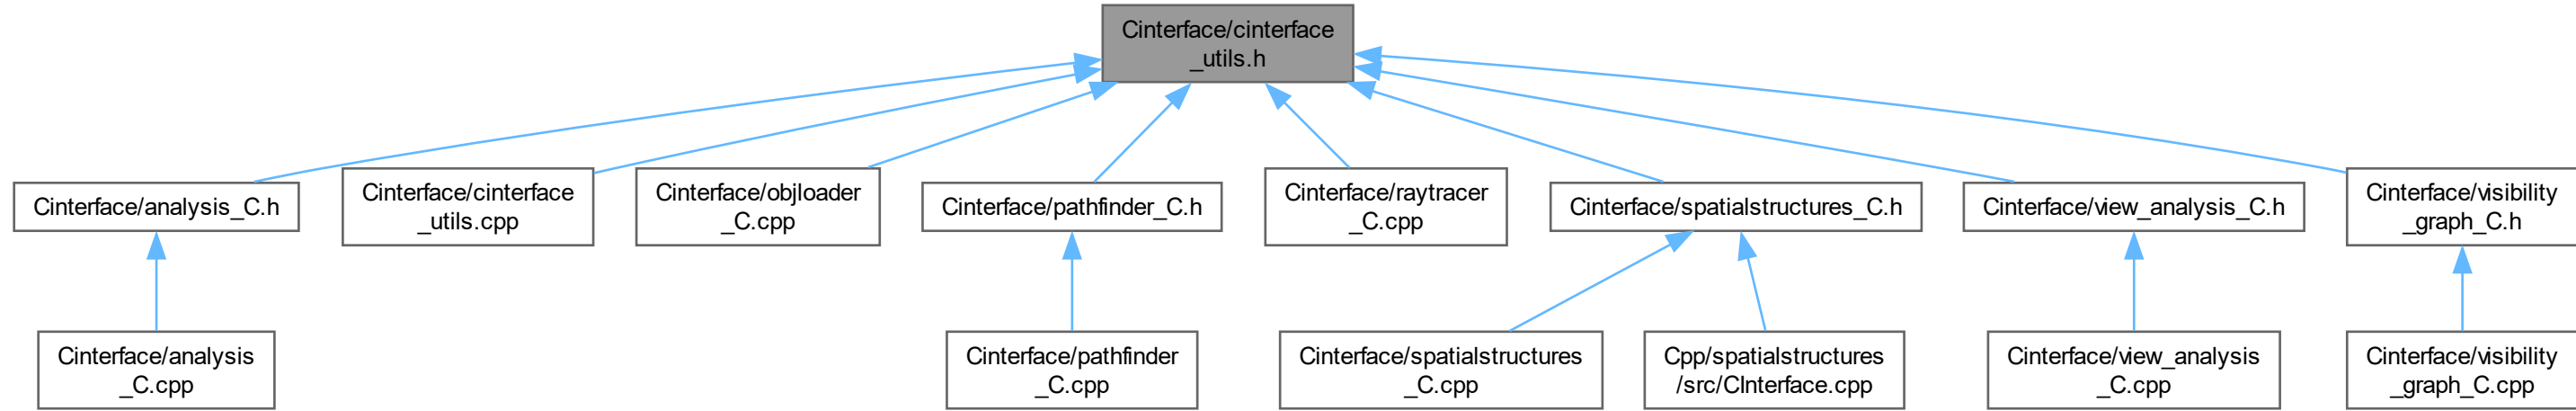 Cinterface/cinterface
_utils.h
Cinterface/analysis_C.h
Cinterface/cinterface
_utils.cpp
Cinterface/objloader
_C.cpp
Cinterface/pathfinder_C.h
Cinterface/raytracer
_C.cpp
Cinterface/spatialstructures_C.h
Cinterface/view_analysis_C.h
Cinterface/visibility
_graph_C.h
Cinterface/analysis
_C.cpp
Cinterface/pathfinder
_C.cpp
Cinterface/spatialstructures
_C.cpp
Cpp/spatialstructures
/src/CInterface.cpp
Cinterface/view_analysis
_C.cpp
Cinterface/visibility
_graph_C.cpp